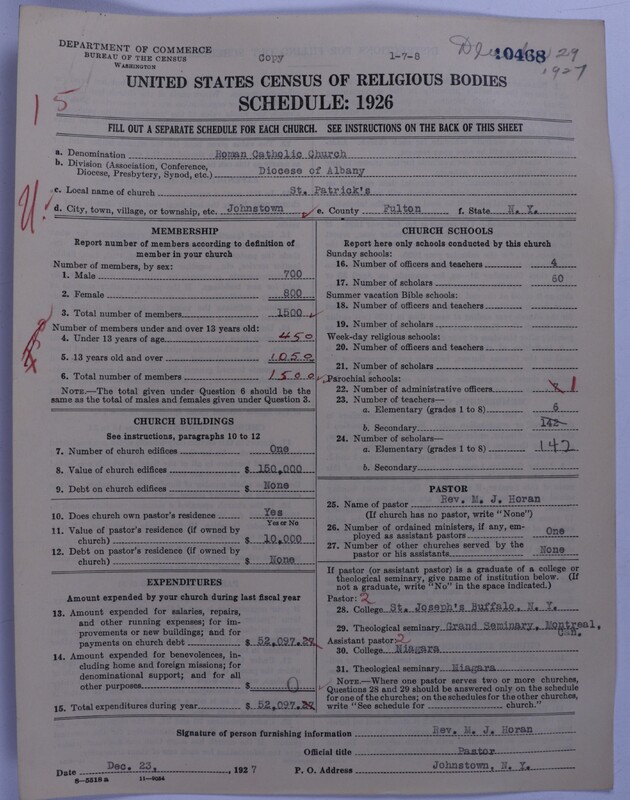 DEPARTMENT OF COMMERCE
BUREAU OF THE CENSUS
WASHINGTON
Copy
1-7-8
10468
29
1927
UNITED STATES CENSUS OF RELIGIOUS BODIES
SCHEDULE: 1926
15
FILL OUT A SEPARATE SCHEDULE FOR EACH CHURCH. SEE INSTRUCTIONS ON THE BACK OF THIS SHEET
a. Denomination Roman Catholic Church
b. Division (Association, Conference, Diocese, Presbytery, Synod, etc.) Diocese of Albany
c. Local name of church St. Patrick's
d. City, town, village, or township, etc. Johnstown e. County Fulton f. State N. Y.
U.
MEMBERSHIP
Report number of members according to definition of
member in your church
Number of members, by sex:
1. Male 700
2. Female 800
3. Total number of members 1500
Number of members under and over 13 years old:
4. Under 13 years of age 450
5. 13 years old and over 1050
6. Total number of members 1500
NOTE.—The total given under Question 6 should be
same as the total of males and females given under Question 3.
CHURCH BUILDINGS
See instructions, paragraphs 10 to 12
7. Number of church edifices One
8. Value of church edifices $ 150,000
9. Debt on church edifices $ None
10. Does church own pastor's residence? Yes
Yes or No
11. Value of pastor's residence (if owned by
church) $ 10,000
12. Debt on pastor's residence (if owned by
church) $ None
EXPENDITURES
Amount expended by your church during last fiscal year
13. Amount expended for salaries, repairs,
and other running expenses; for im-
provements or new buildings; and for
payments on church debt $ 52,097.27
14. Amount expended for benevolences, in-
cluding home and foreign missions; for
denominational support; and for all
other purposes $ 0
15. Total expenditures during year $ 52,097.27
CHURCH SCHOOLS
Report here only schools conducted by this church
Sunday schools:
16. Number of officers and teachers 4
17. Number of scholars 60
Summer vacation Bible schools:
18. Number of officers and teachers
19. Number of scholars
Week-day religious schools:
20. Number of officers and teachers
21. Number of scholars
Parochial schools:
22. Number of administrative officers 1
23. Number of teachers—
a. Elementary (grades 1 to 8) 6
b. Secondary 142
24. Number of scholars—
a. Elementary (grades 1 to 8) 142
b. Secondary
PASTOR
25. Name of pastor Rev. M. J. Horan
(If church has no pastor, write "None")
26. Number of ordained ministers, if any, em-
ployed as assistant pastors One
27. Number of other churches served by the
pastor or his assistants. None
If pastor (or assistant pastor) is a graduate of a college or
theological seminary, give name of institution below. (If
not a graduate, write "No" in the space indicated.)
Pastor: 2
28. College St. Joseph's Buffalo, N. Y.
29. Theological seminary Grand Seminary, Montreal, Can.
Assistant pastor: 2
30. College Niagara
31. Theological seminary Niagara
NOTE.—Where one pastor serves two or more churches,
Questions 28 and 29 should be answered only on the schedule
for one of the churches; on the schedules for the other churches,
write "See schedule for church."
Signature of person furnishing information Rev. M. J. Horan
Official title Pastor
Date Dec. 23, 1927 P. O. Address Johnstown, N. Y.
8—5518a 11—9054